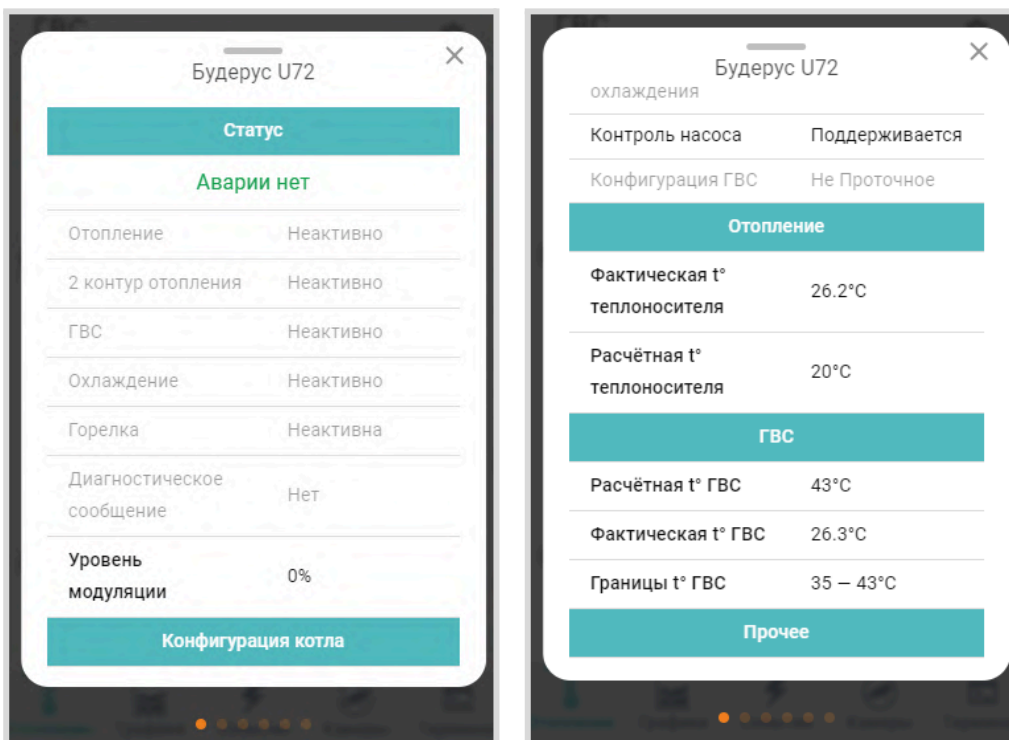 Будерус U72
Статус
Аварии нет
Отопление Неактивно
2 контур отопления Неактивно
ГВС Неактивно
Охлаждение Неактивно
Горелка Неактивна
Диагностическое
сообщение Нет
Уровень
модуляции 0%
Конфигурация котла
Будерус U72
охлаждения
Контроль насоса Поддерживается
Конфигурация ГВС Не Проточное
Отопление
Фактическая t°
теплоносителя 26.2°C
Расчётная t°
теплоносителя 20°C
ГВС
Расчётная t° ГВС 43°C
Фактическая t° ГВС 26.3°C
Границы t° ГВС 35 — 43°C
Прочее